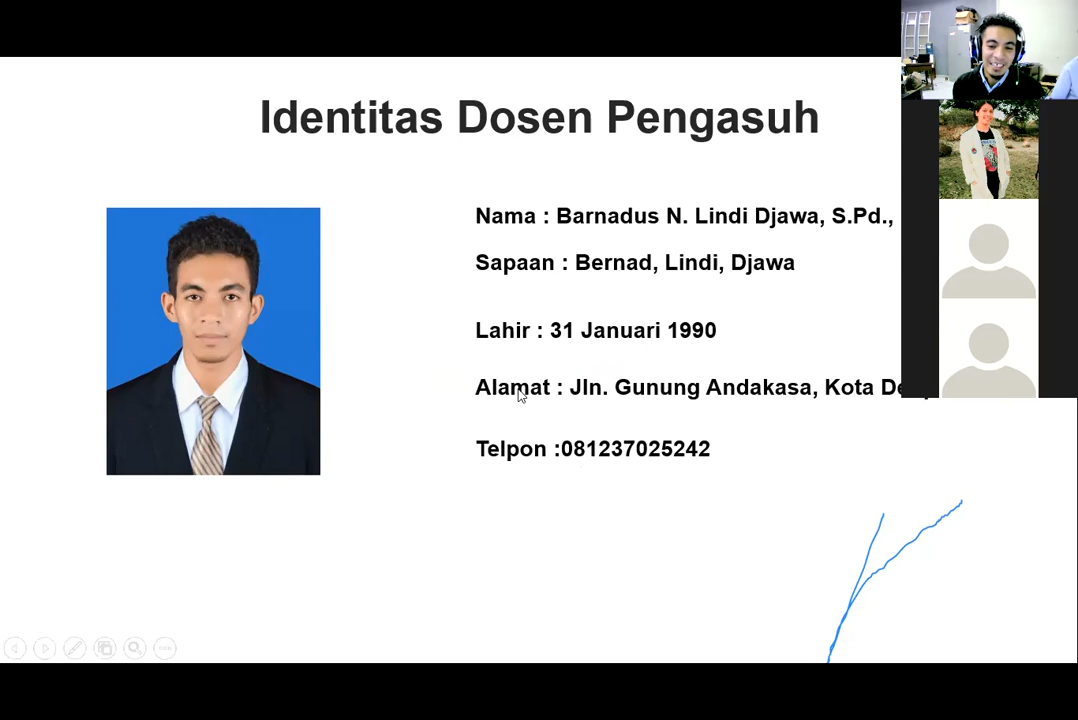 Identitas Dosen Pengasuh
Nama : Barnadus N. Lindi Djawa, S.Pd.,
Sapaan : Bernad, Lindi, Djawa
Lahir : 31 Januari 1990
Alamat : Jln. Gunung Andakasa, Kota
Telpon :081237025242